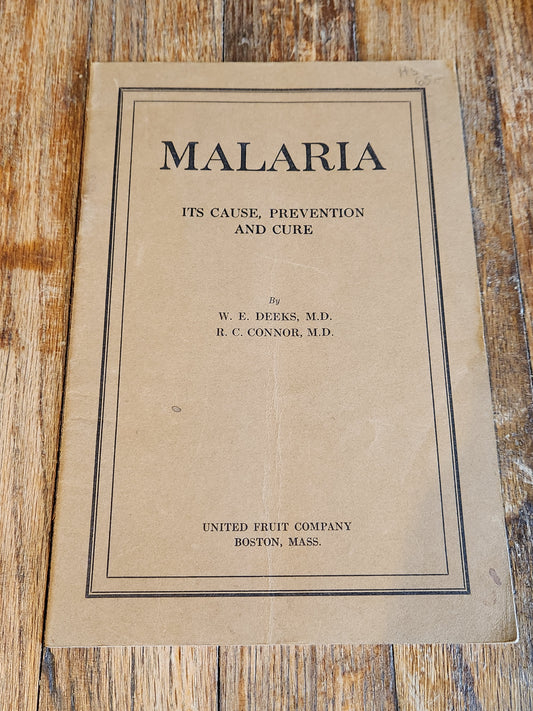 MALARIA
ITS CAUSE, PREVENTION
AND CURE
By
W. E. DEEKS, M.D.
R. C. CONNOR, M.D.
UNITED FRUIT COMPANY
BOSTON, MASS.